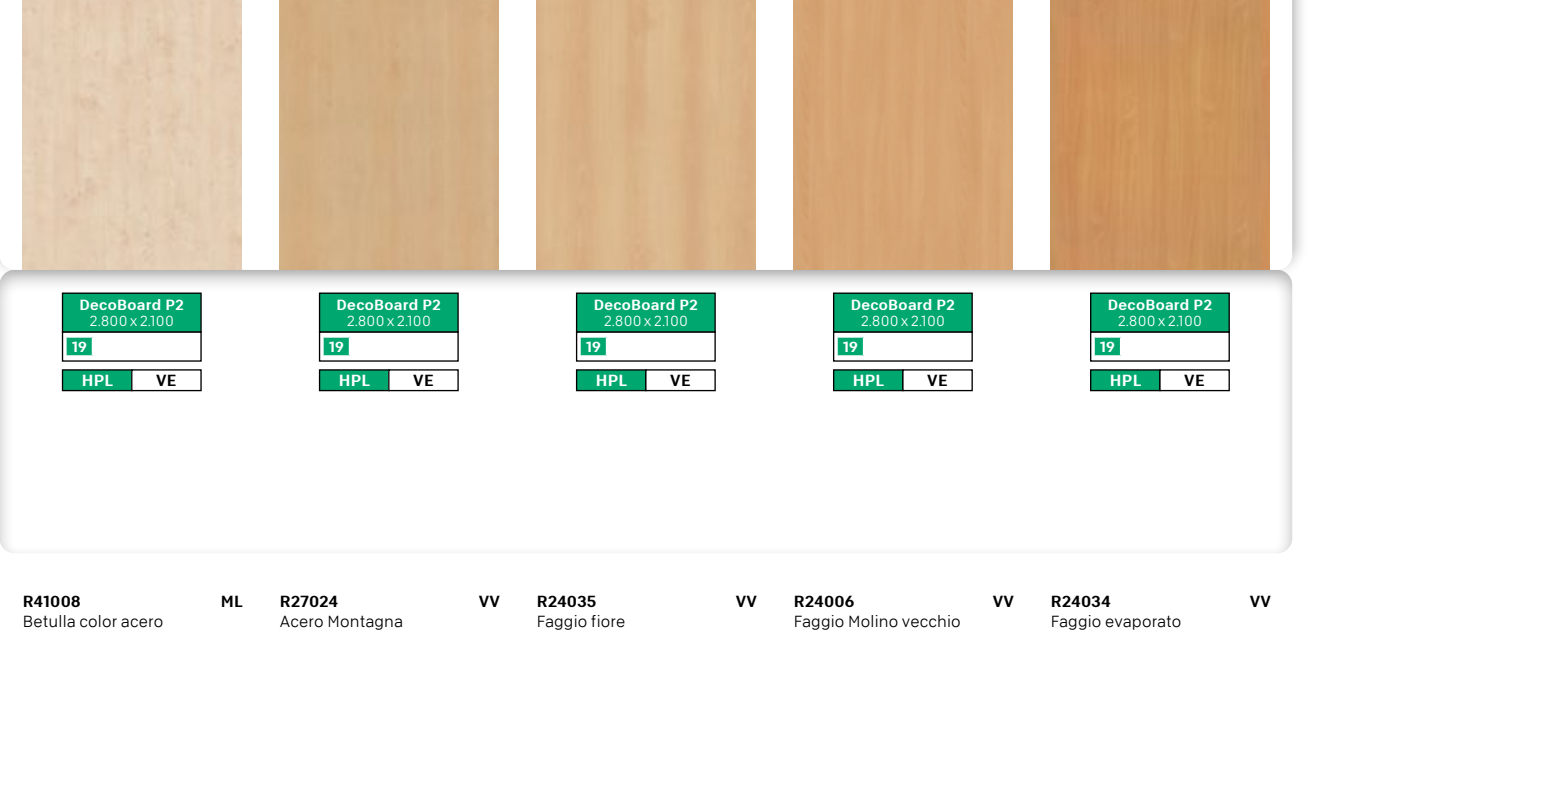 DecoBoard P2
2.800 x 2.100
19
HPL VE
DecoBoard P2
2.800 x 2.100
19
HPL VE
DecoBoard P2
2.800 x 2.100
19
HPL VE
DecoBoard P2
2.800 x 2.100
19
HPL VE
DecoBoard P2
2.800 x 2.100
19
HPL VE
R41008 ML
Betulla color acero
R27024 VV
Acero Montagna
R24035 VV
Faggio fiore
R24006 VV
Faggio Molino vecchio
R24034 VV
Faggio evaporato